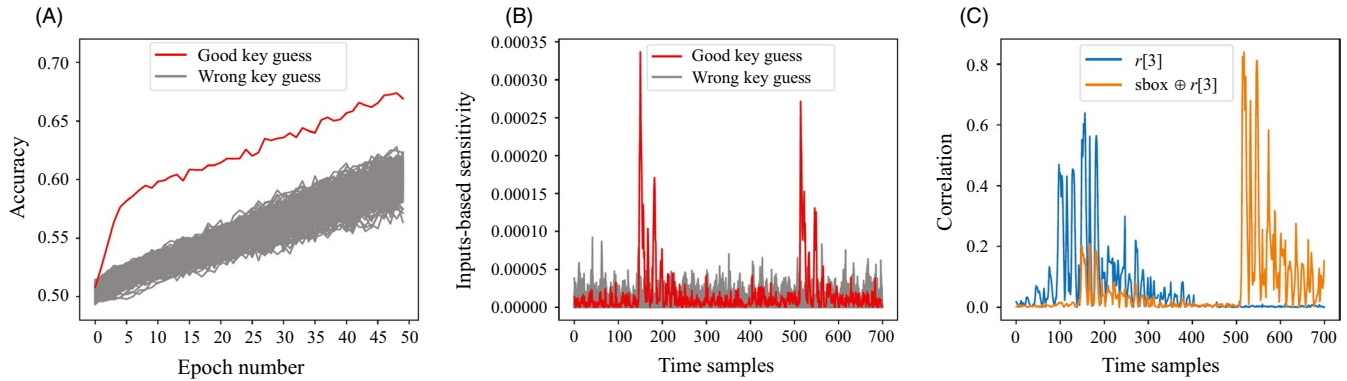 (A)
Accuracy
0.70
0.65
0.60
0.55
0.50
Good key guess
Wrong key guess
0 5 10 15 20 25 30 35 40 45 50
Epoch number
(B)
Inputs-based sensitivity
0.00035
0.00030
0.00025
0.00020
0.00015
0.00010
0.00005
0.00000
Good key guess
Wrong key guess
0 100 200 300 400 500 600 700
Time samples
(C)
Correlation
0.8
0.6
0.4
0.2
0.0
r[3]
sbox ⊕ r[3]
0 100 200 300 400 500 600 700
Time samples